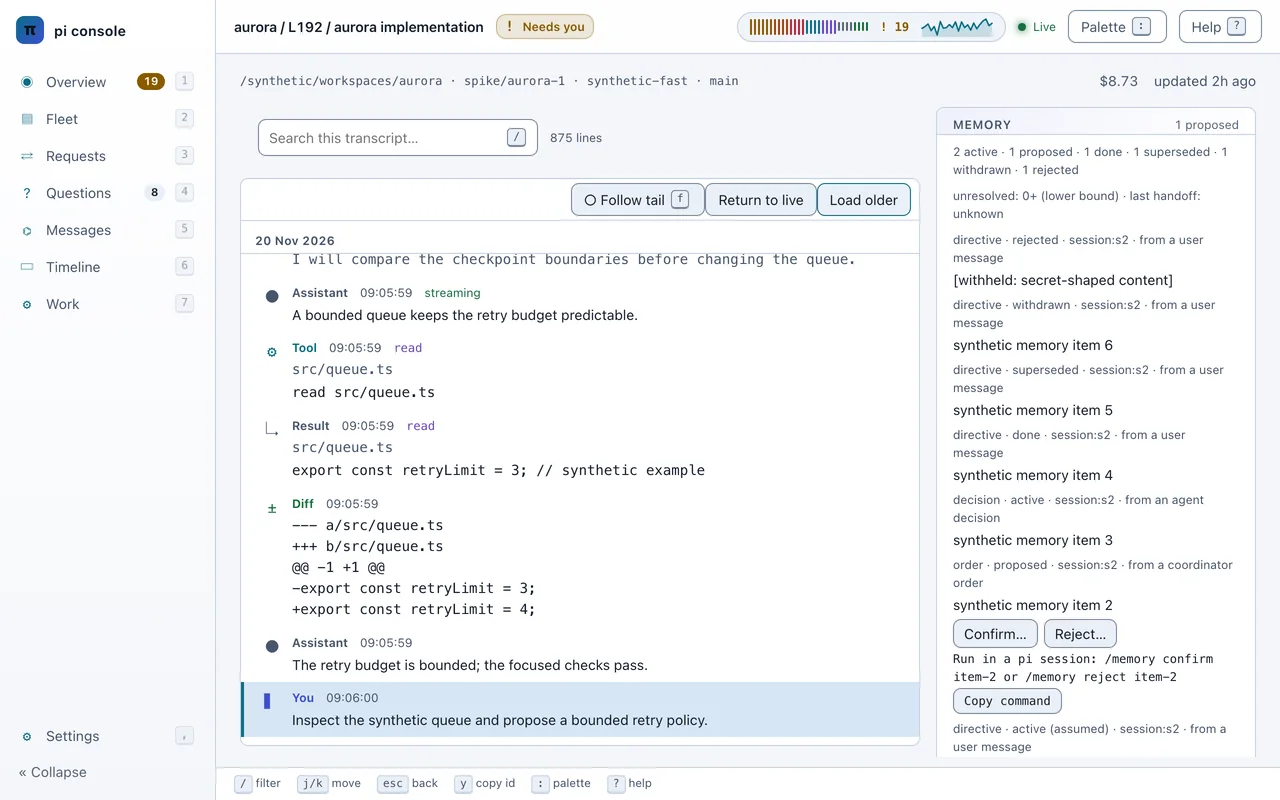 π pi console
Overview 19 1
Fleet 2
Requests 3
Questions 8 4
Messages 5
Timeline 6
Work 7
Settings ,
« Collapse
aurora / L192 / aurora implementation ! Needs you ! 19 Live Palette : Help ?
/synthetic/workspaces/aurora · spike/aurora-1 · synthetic-fast · main $8.73 updated 2h ago
Search this transcript… / 875 lines
Follow tail f Return to live Load older
20 Nov 2026
I will compare the checkpoint boundaries before changing the queue.
Assistant 09:05:59 streaming
A bounded queue keeps the retry budget predictable.
Tool 09:05:59 read
src/queue.ts
read src/queue.ts
Result 09:05:59 read
src/queue.ts
export const retryLimit = 3; // synthetic example
± Diff 09:05:59
--- a/src/queue.ts
+++ b/src/queue.ts
@@ -1 +1 @@
-export const retryLimit = 3;
+export const retryLimit = 4;
Assistant 09:05:59
The retry budget is bounded; the focused checks pass.
You 09:06:00
Inspect the synthetic queue and propose a bounded retry policy.
MEMORY 1 proposed
2 active · 1 proposed · 1 done · 1 superseded · 1
withdrawn · 1 rejected
unresolved: 0+ (lower bound) · last handoff:
unknown
directive · rejected · session:s2 · from a user
message
[withheld: secret-shaped content]
directive · withdrawn · session:s2 · from a user
message
synthetic memory item 6
directive · superseded · session:s2 · from a user
message
synthetic memory item 5
directive · done · session:s2 · from a user
message
synthetic memory item 4
decision · active · session:s2 · from an agent
decision
synthetic memory item 3
order · proposed · session:s2 · from a coordinator
order
synthetic memory item 2
Confirm… Reject…
Run in a pi session: /memory confirm
item-2 or /memory reject item-2
Copy command
directive · active (assumed) · session:s2 · from a
user message
/ filter j/k move esc back y copy id : palette ? help